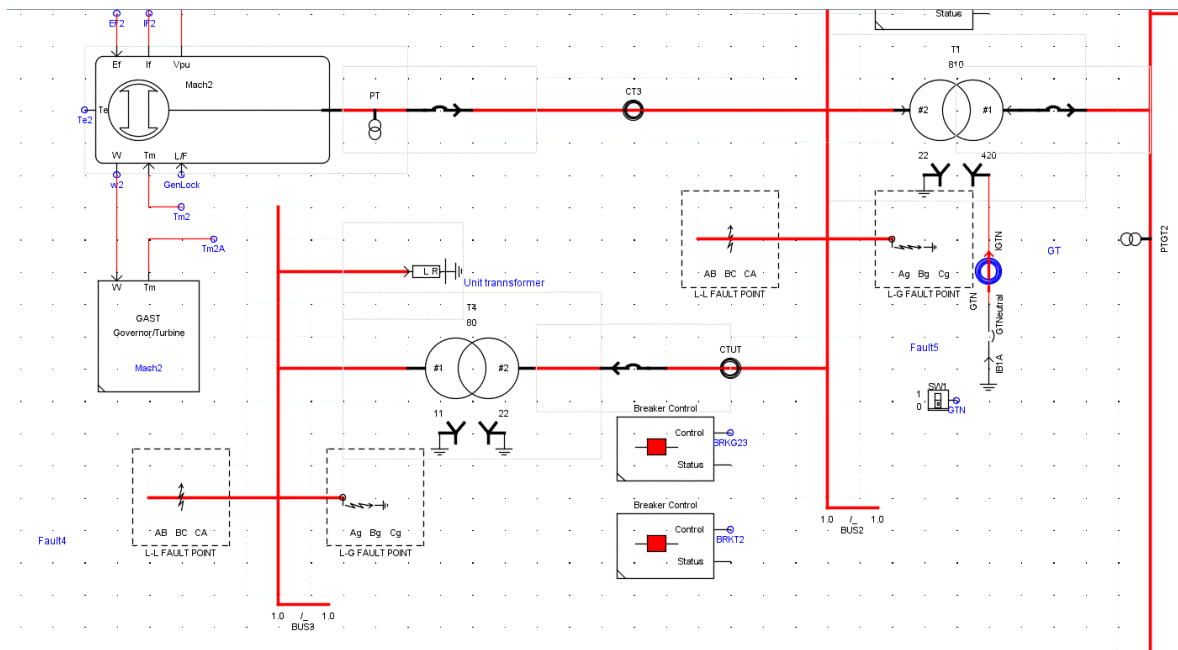 EF2 IF2
Status
Ef If Vpu
Mach2
T1
810
PT
CT3
Te
Te2
#2 #1
W Tm L/F
w2
GenLock
22 420
Tm2
Tm2A
IGTN
GT
PTGT2
W Tm
L R
Unit trannsformer
AB BC CA
L-L FAULT POINT
Ag Bg Cg
L-G FAULT POINT
GTN
GAST
Governor/Turbine
Mash2
T4
80
GTNeutral
Fault5
CTUT
#1 #2
IB1A
SW1
1
0
GTN
11 22
Breaker Control
Control
BRKG23
Status
Breaker Control
Control
BRKT2
Status
1.0 /_ 1.0
BUS2
Fault4
AB BC CA
L-L FAULT POINT
Ag Bg Cg
L-G FAULT POINT
1.0 /_ 1.0
BUS3